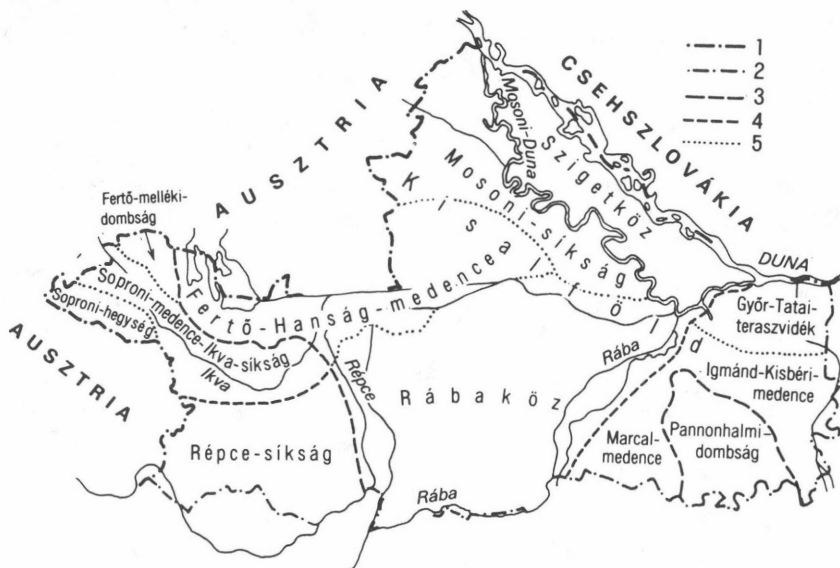 AUSZTRIA
CSEHSZLOVÁKIA
1
2
3
4
5
Mosoni-Duna
Szigetköz
Mosoni-síkság
Kisalföld
Fertő-melléki-
dombság
Soproni-medence-Ikva-síkság
Soproni-hegység
Fertő-Hanság-medence
AUSZTRIA
Ikva
Répce
Rábaköz
Rába
DUNA
Győr-Tatai-
teraszvidék
Igmánd-Kisbéri-
medence
Marcal-
medence
Pannonhalmi-
dombság
Répce-síkság
Rába